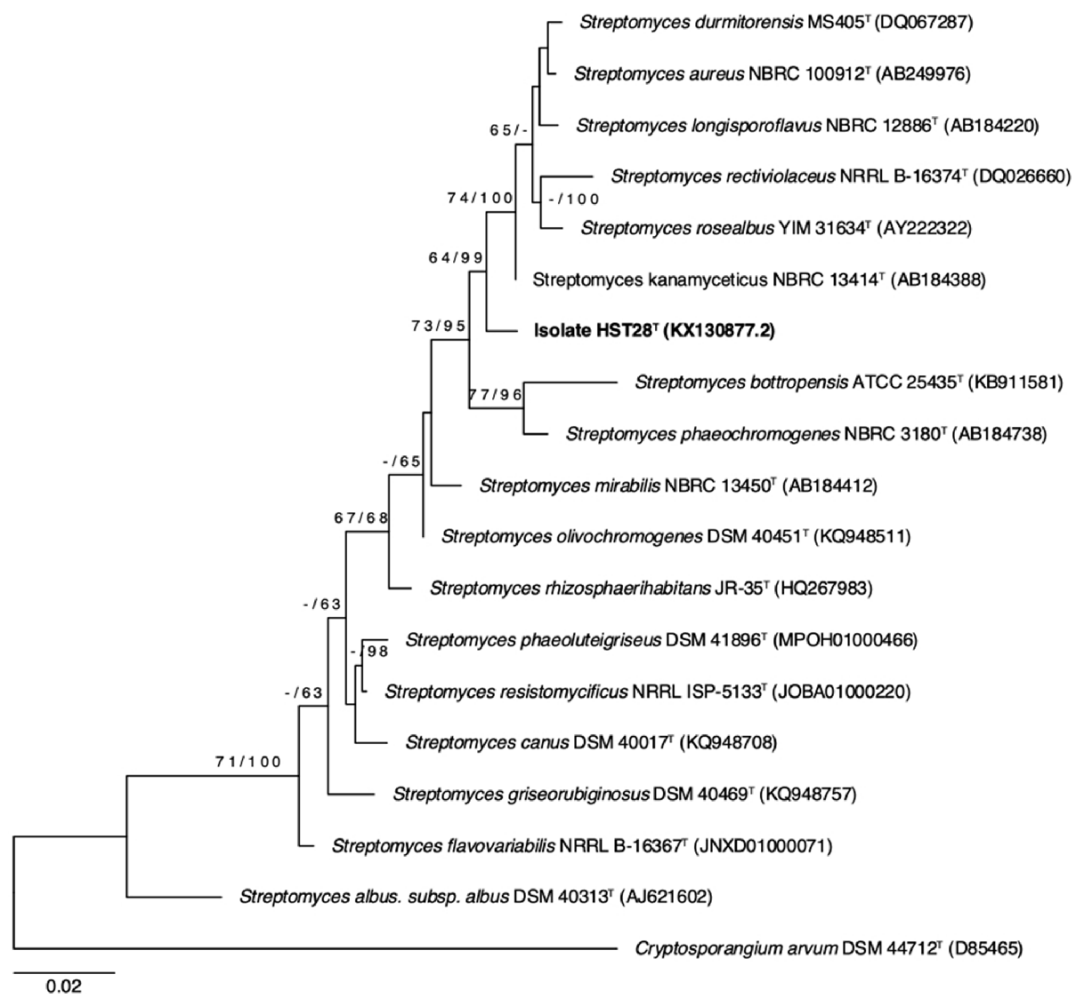 Streptomyces durmitorensis MS405ᵀ (DQ067287)
Streptomyces aureus NBRC 100912ᵀ (AB249976)
65/-
Streptomyces longisporoflavus NBRC 12886ᵀ (AB184220)
Streptomyces rectiviolaceus NRRL B-16374ᵀ (DQ026660)
74/100
-/100
Streptomyces rosealbus YIM 31634ᵀ (AY222322)
64/99
Streptomyces kanamyceticus NBRC 13414ᵀ (AB184388)
73/95
Isolate HST28ᵀ (KX130877.2)
Streptomyces bottropensis ATCC 25435ᵀ (KB911581)
77/96
Streptomyces phaeochromogenes NBRC 3180ᵀ (AB184738)
-/65
Streptomyces mirabilis NBRC 13450ᵀ (AB184412)
67/68
Streptomyces olivochromogenes DSM 40451ᵀ (KQ948511)
Streptomyces rhizosphaerihabitans JR-35ᵀ (HQ267983)
-/63
Streptomyces phaeoluteigriseus DSM 41896ᵀ (MPOH01000466)
-/98
-/63
Streptomyces resistomycificus NRRL ISP-5133ᵀ (JOBA01000220)
Streptomyces canus DSM 40017ᵀ (KQ948708)
71/100
Streptomyces griseorubiginosus DSM 40469ᵀ (KQ948757)
Streptomyces flavovariabilis NRRL B-16367ᵀ (JNXD01000071)
Streptomyces albus. subsp. albus DSM 40313ᵀ (AJ621602)
Cryptosporangium arvum DSM 44712ᵀ (D85465)
0.02